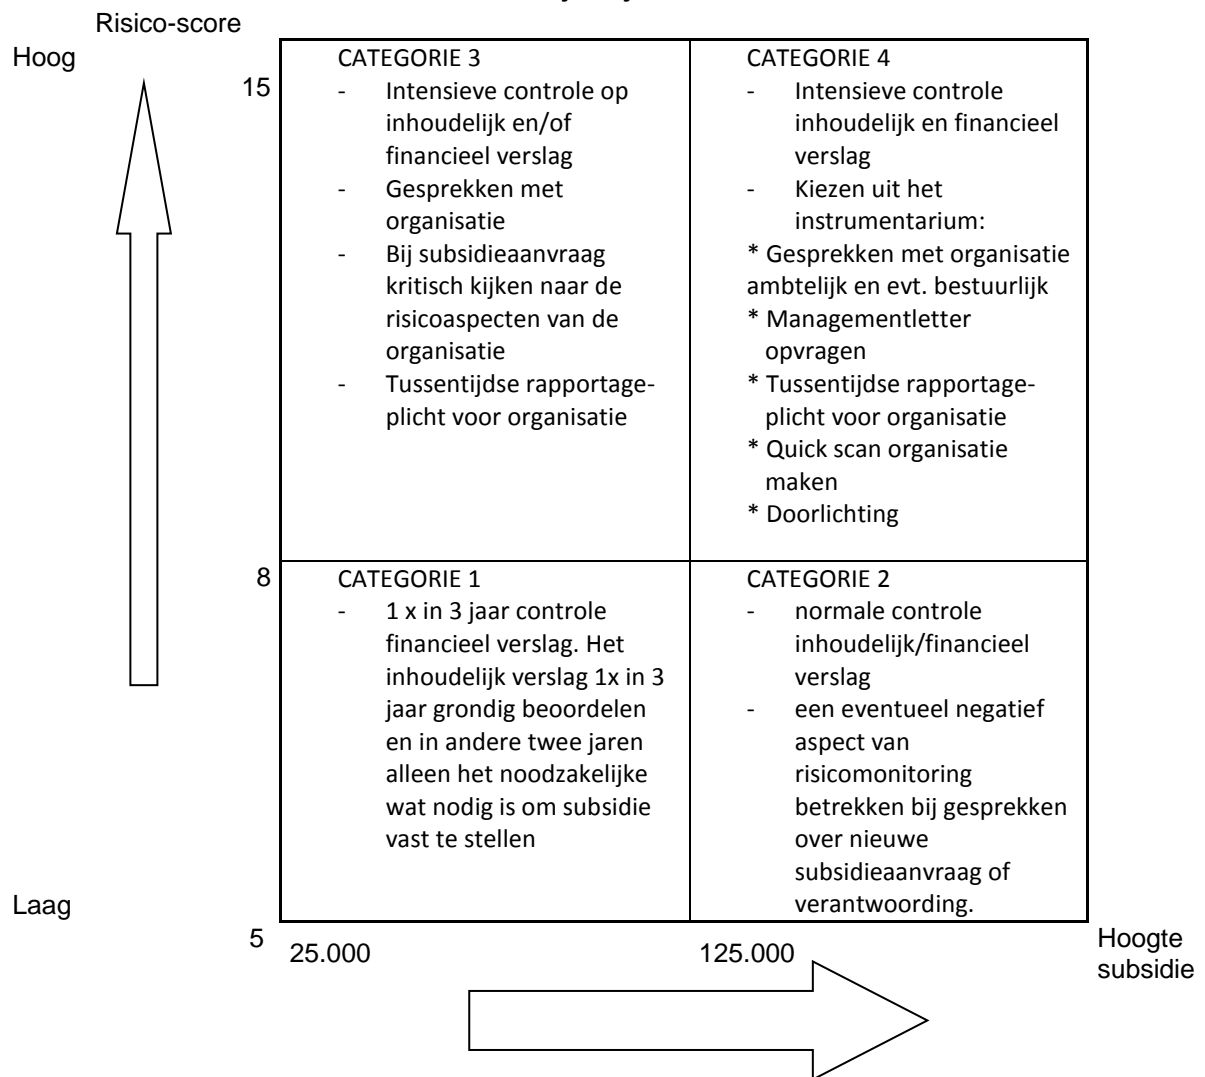 Risico-score
Hoog
15
CATEGORIE 3
- Intensieve controle op
inhoudelijk en/of
financieel verslag
- Gesprekken met
organisatie
- Bij subsidieaanvraag
kritisch kijken naar de
risicoaspecten van de
organisatie
- Tussentijdse rapportage-
plicht voor organisatie
CATEGORIE 4
- Intensieve controle
inhoudelijk en financieel
verslag
- Kiezen uit het
instrumentarium:
* Gesprekken met organisatie
ambtelijk en evt. bestuurlijk
* Managementletter
opvragen
* Tussentijdse rapportage-
plicht voor organisatie
* Quick scan organisatie
maken
* Doorlichting
8
CATEGORIE 1
- 1 x in 3 jaar controle
financieel verslag. Het
inhoudelijk verslag 1x in 3
jaar grondig beoordelen
en in andere twee jaren
alleen het noodzakelijke
wat nodig is om subsidie
vast te stellen
CATEGORIE 2
- normale controle
inhoudelijk/financieel
verslag
- een eventueel negatief
aspect van
risicomonitoring
betrekken bij gesprekken
over nieuwe
subsidieaanvraag of
verantwoording.
Laag
5
25.000
125.000
Hoogte
subsidie